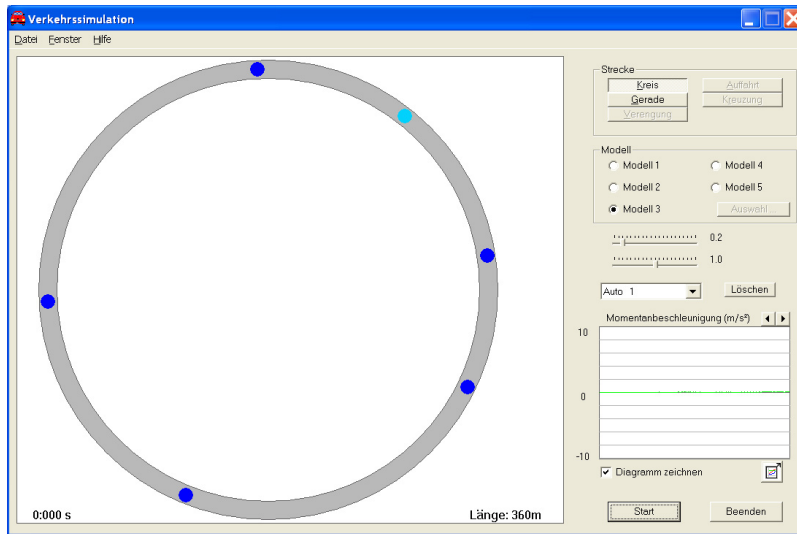 Verkehrssimulation
Datei Fenster Hilfe
Strecke
Kreis Auffahrt
Gerade Kreuzung
Verengung
Modell
Modell 1 Modell 4
Modell 2 Modell 5
Modell 3 Auswahl ...
0.2
1.0
Auto 1 Löschen
Momentanbeschleunigung (m/s²)
10
0
-10
Diagramm zeichnen
0:000 s Länge: 360m
Start Beenden